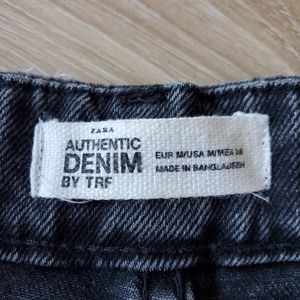 ZARA
AUTHENTIC
DENIM
BY TRF
EUR M/USA M/MEX 28
MADE IN BANGLADESH